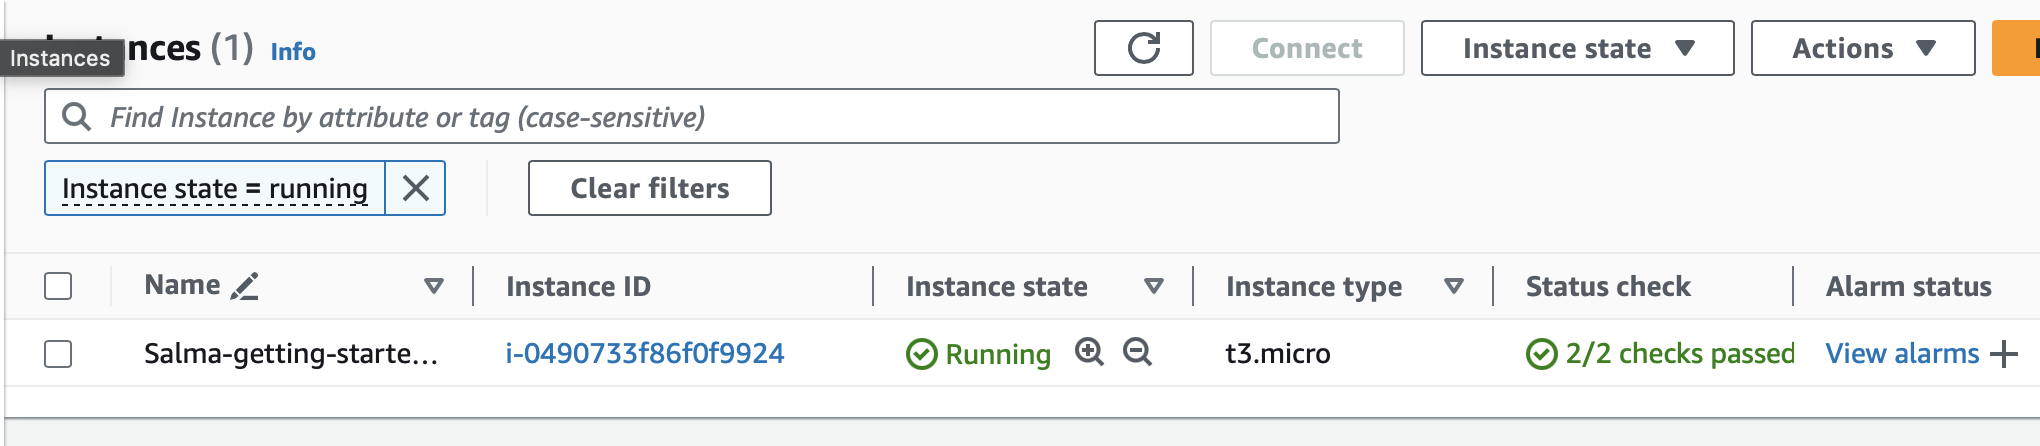 nces (1) Info
Instances
Connect
Instance state
Actions
Find Instance by attribute or tag (case-sensitive)
Instance state = running
Clear filters
Name Instance ID Instance state Instance type Status check Alarm status
Salma-getting-starte... i-0490733f86f0f9924 Running t3.micro 2/2 checks passed View alarms